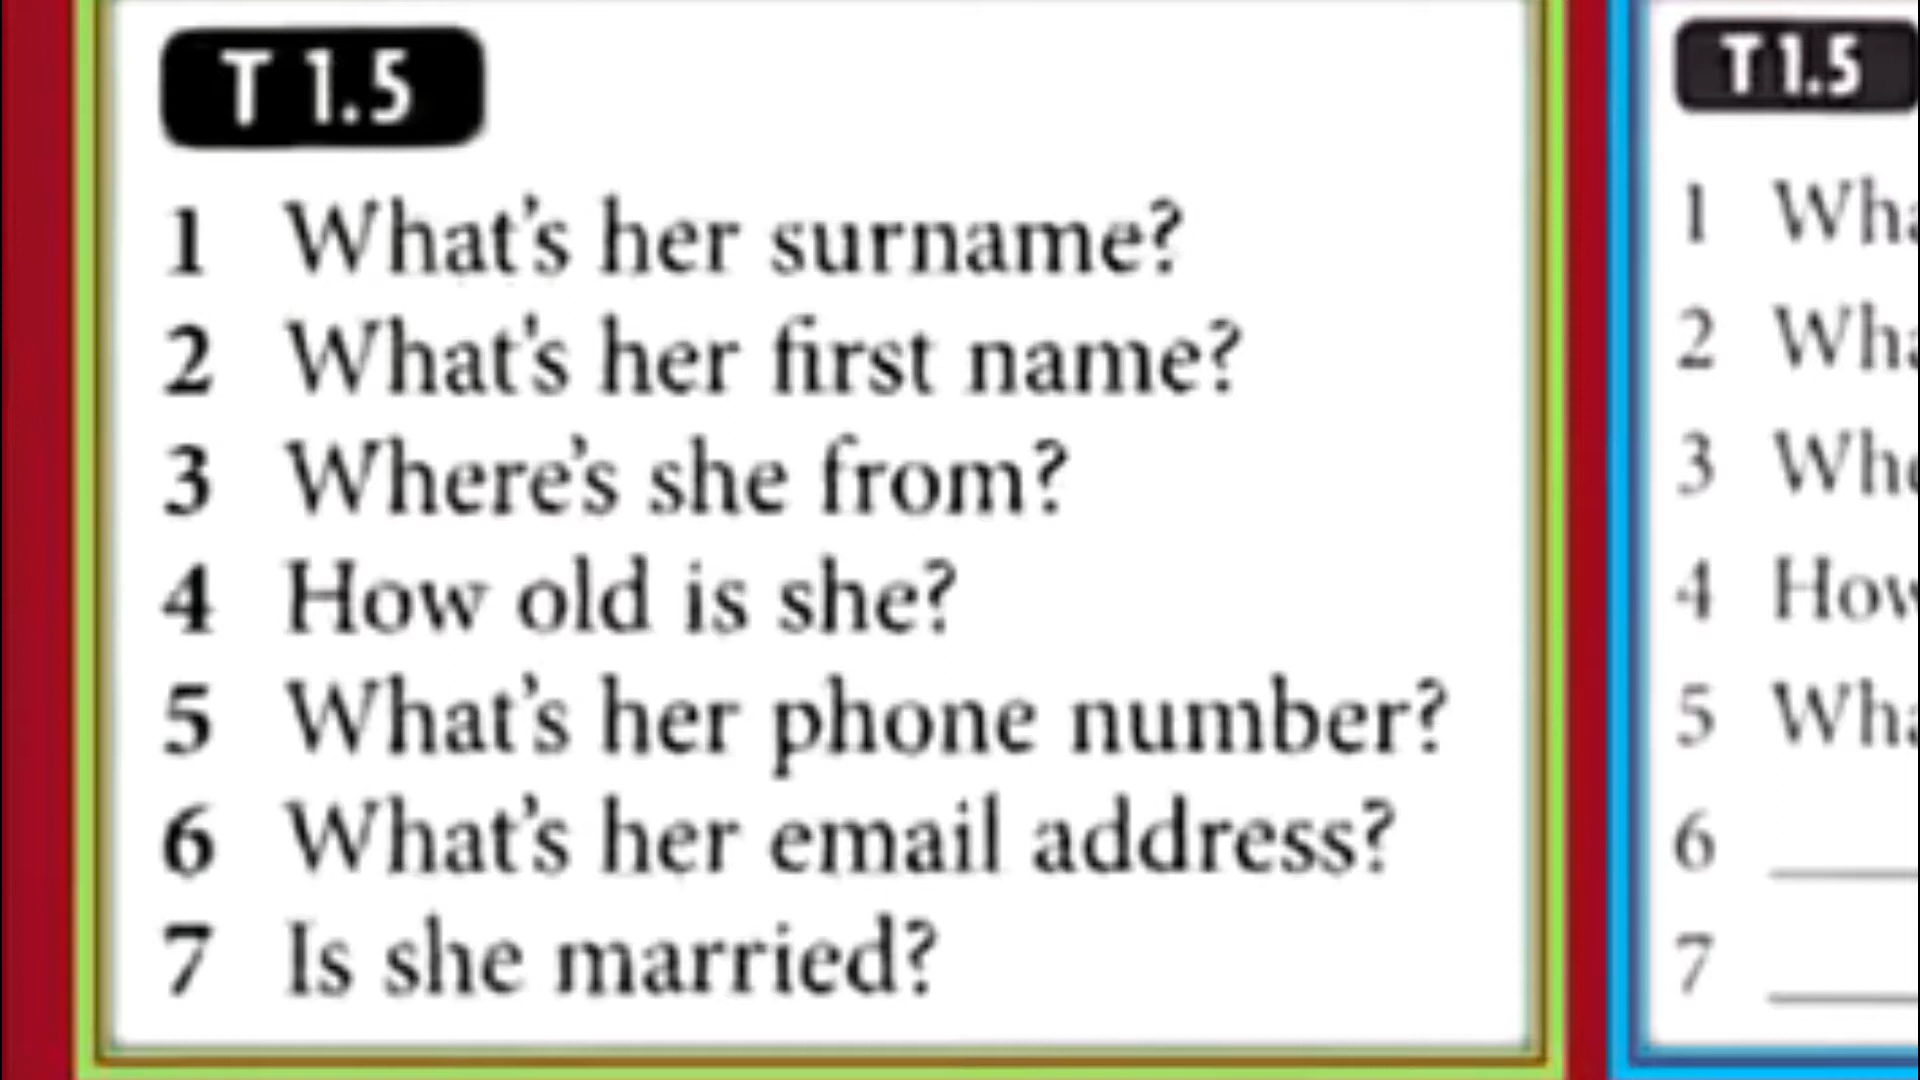 T 1.5
1 What's her surname?
2 What's her first name?
3 Where's she from?
4 How old is she?
5 What's her phone number?
6 What's her email address?
7 Is she married?
T 1.5
1
2
3
4 How
5
6
7